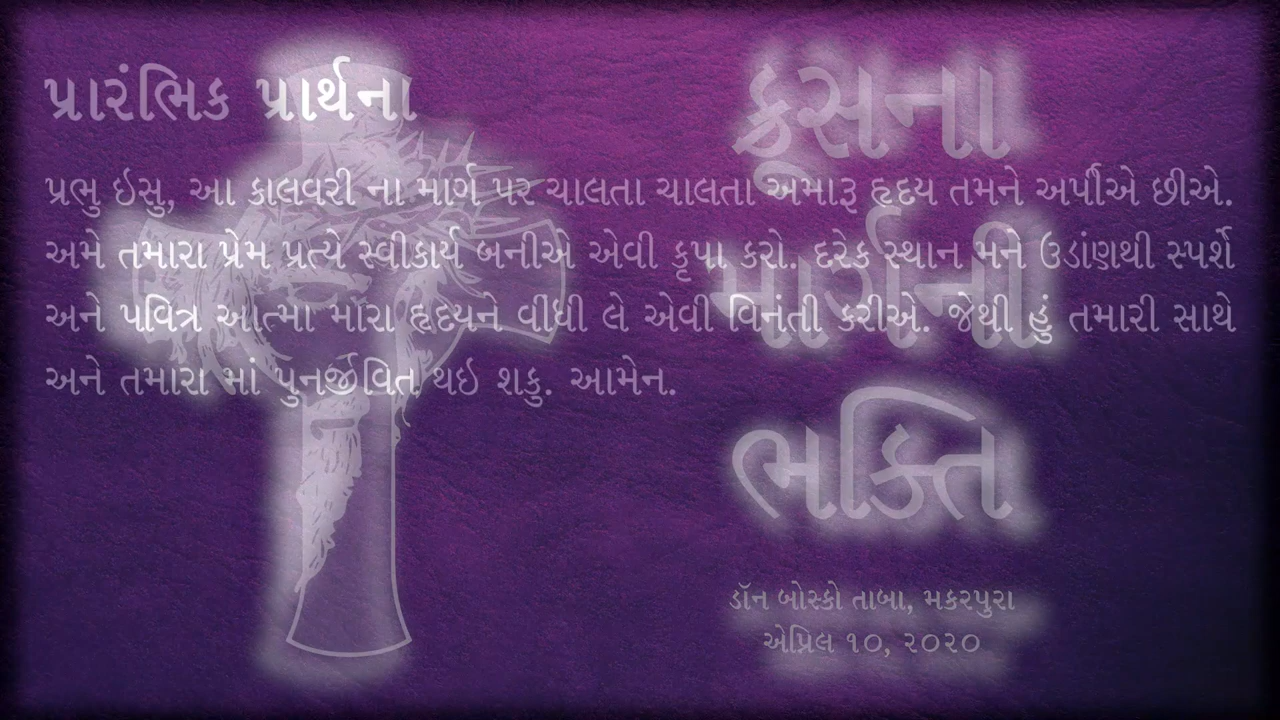 પ્રારંભિક પ્રાર્થના
પ્રભુ ઇસુ, આ કાલવરી ના માર્ગ પર ચાલતા ચાલતા અમારૂ હૃદય તમને અર્પીએ છીએ.
અમે તમારા પ્રેમ પ્રત્યે સ્વીકાર્ય બનીએ એવી કૃપા કરો. દરેક સ્થાન મને ઉડાંણથી સ્પર્શે
અને પવિત્ર આત્મા મારા હૃદયને વીંધી લે એવી વિનંતી કરીએ. જેથી હું તમારી સાથે
અને તમારા માં પુનર્જીવિત થઇ શકુ. આમેન.
ક્રૂસના
માર્ગની
ભક્તિ
ડૉન બોસ્કો તાબા, મકરપુરા
એપ્રિલ ૧૦, ૨૦૨૦